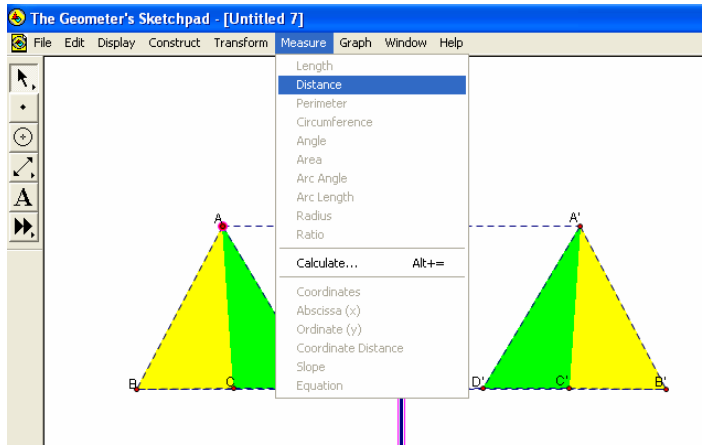 The Geometer's Sketchpad - [Untitled 7]
File Edit Display Construct Transform Measure Graph Window Help
Length
Distance
Perimeter
Circumference
Angle
Area
Arc Angle
Arc Length
Radius
Ratio
Calculate... Alt+=
Coordinates
Abscissa (x)
Ordinate (y)
Coordinate Distance
Slope
Equation
A
A
A'
B
C
D'
C'
B'